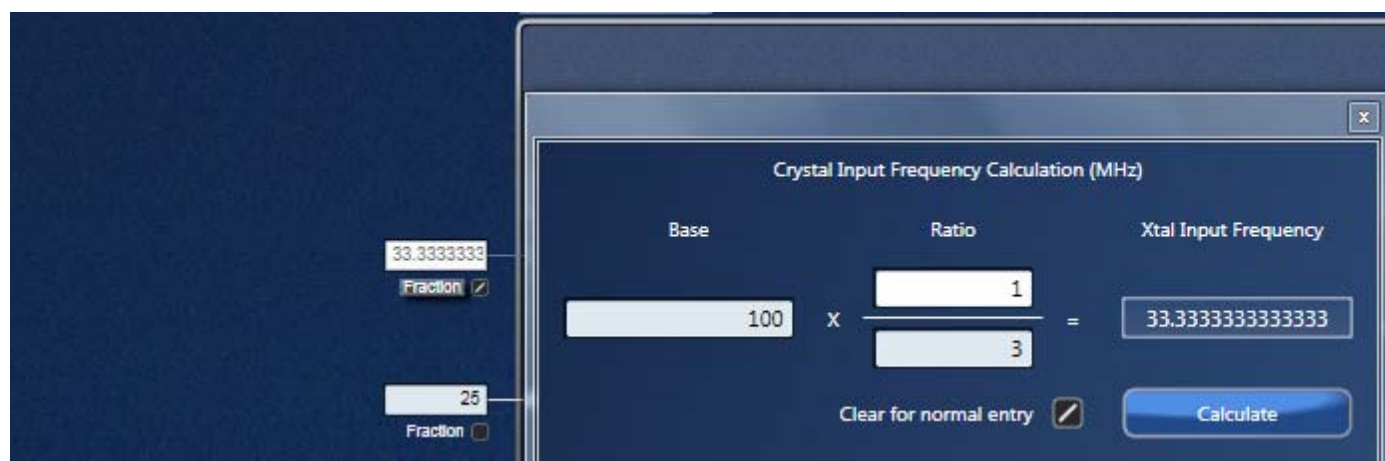 x
Crystal Input Frequency Calculation (MHz)
Base Ratio Xtal Input Frequency
33.3333333
Fraction
1
100 x = 33.3333333333333
3
25
Fraction
Clear for normal entry Calculate